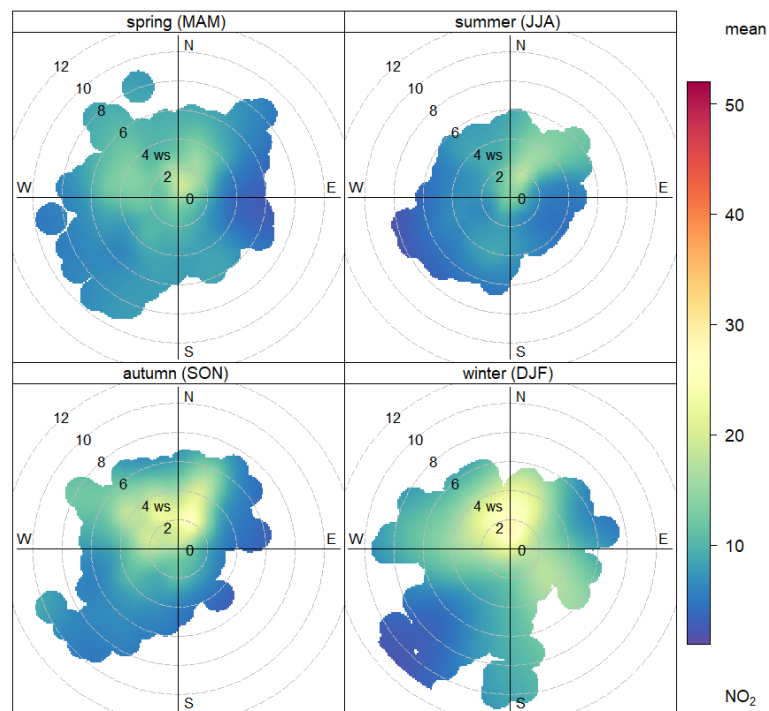 spring (MAM)
summer (JJA)
mean
N
12
10
8
6
4 ws
2
0
W
E
S
N
12
10
8
6
4 ws
2
0
W
E
S
autumn (SON)
winter (DJF)
N
12
10
8
6
4 ws
2
0
W
E
S
N
12
10
8
6
4 ws
2
0
W
E
S
50
40
30
20
10
NO₂